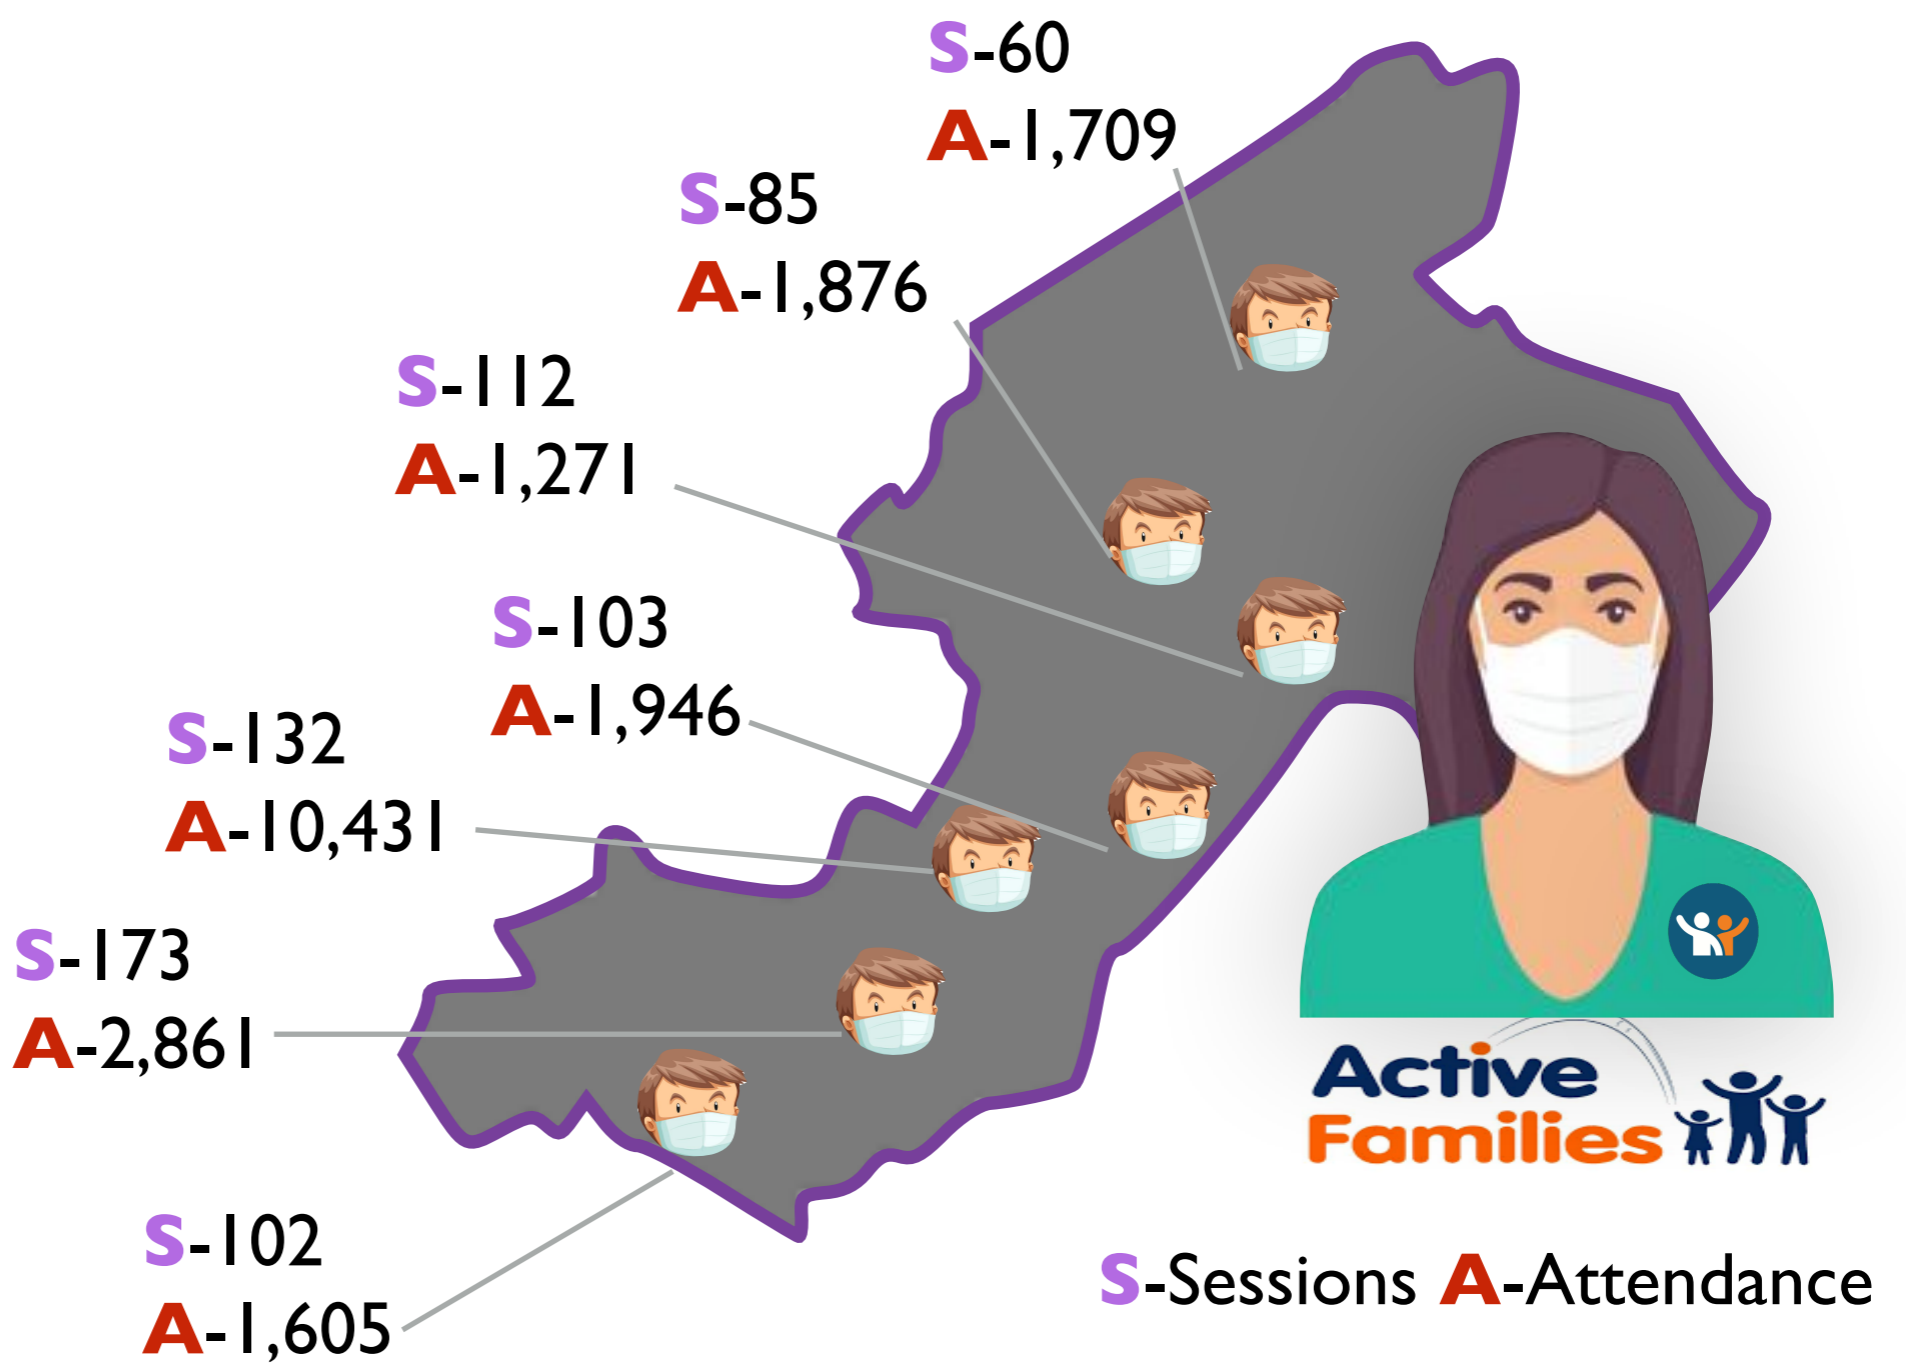 S-60
A-1,709
S-85
A-1,876
S-112
A-1,271
S-103
A-1,946
S-132
A-10,431
S-173
A-2,861
S-102
A-1,605
Active
Families
S-Sessions A-Attendance